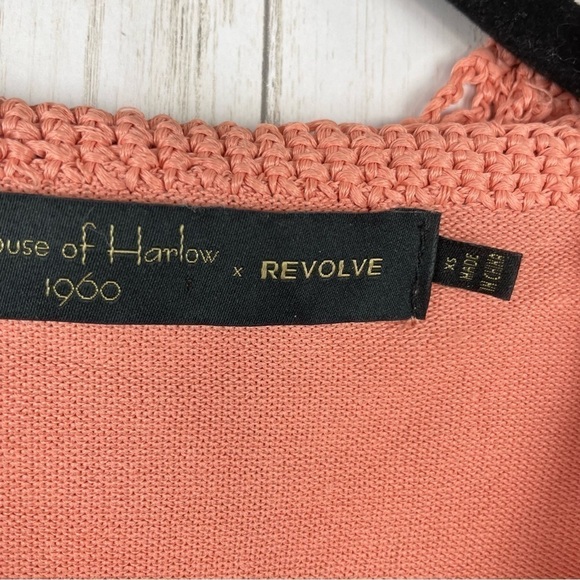 ouse of Harlow
1960
x REVOLVE
XS
MADE
IN CHINA